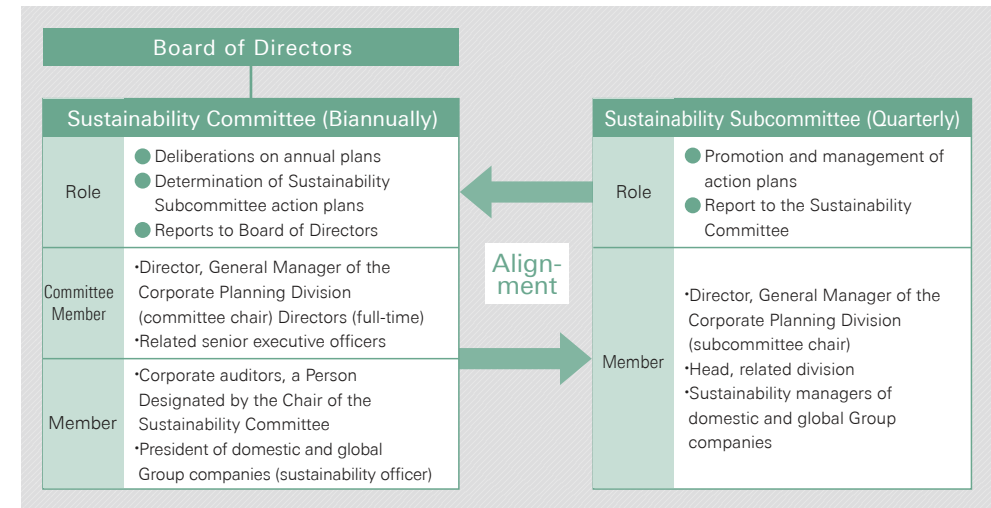 Board of Directors
Sustainability Committee (Biannually)
Role
● Deliberations on annual plans
● Determination of Sustainability
Subcommittee action plans
● Reports to Board of Directors
Committee
Member
・Director, General Manager of the
Corporate Planning Division
(committee chair) Directors (full-time)
・Related senior executive officers
Member
・Corporate auditors, a Person
Designated by the Chair of the
Sustainability Committee
・President of domestic and global
Group companies (sustainability officer)
Align-
ment
Sustainability Subcommittee (Quarterly)
Role
● Promotion and management of
action plans
● Report to the Sustainability
Committee
Member
・Director, General Manager of the
Corporate Planning Division
(subcommittee chair)
・Head, related division
・Sustainability managers of
domestic and global Group
companies